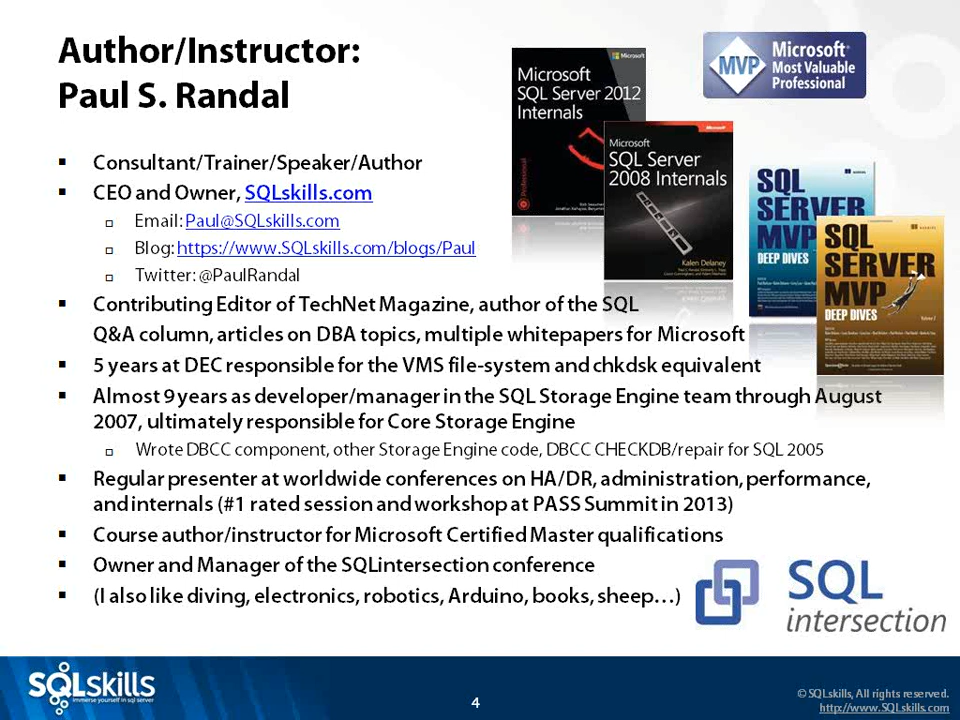 Author/Instructor:
Paul S. Randal
Microsoft
Microsoft
SQL Server 2012
Internals
Professional
MVP
Microsoft®
Most Valuable
Professional
Microsoft
Microsoft
SQL Server
2008 Internals
Kalen Delaney
SQL
SERVER
MVP
DEEP DIVES
SQL
SERVER
MVP
DEEP DIVES
Consultant/Trainer/Speaker/Author
CEO and Owner, SQLskills.com
Email: Paul@SQLskills.com
Blog: https://www.SQLskills.com/blogs/Paul
Twitter: @PaulRandal
Contributing Editor of TechNet Magazine, author of the SQL
Q&A column, articles on DBA topics, multiple whitepapers for Microsoft
5 years at DEC responsible for the VMS file-system and chkdsk equivalent
Almost 9 years as developer/manager in the SQL Storage Engine team through August
2007, ultimately responsible for Core Storage Engine
Wrote DBCC component, other Storage Engine code, DBCC CHECKDB/repair for SQL 2005
Regular presenter at worldwide conferences on HA/DR, administration, performance,
and internals (#1 rated session and workshop at PASS Summit in 2013)
Course author/instructor for Microsoft Certified Master qualifications
Owner and Manager of the SQLintersection conference
(I also like diving, electronics, robotics, Arduino, books, sheep…)
SQL
intersection
SQLskills
immerse yourself in sql server
4
© SQLskills, All rights reserved.
http://www.SQLskills.com